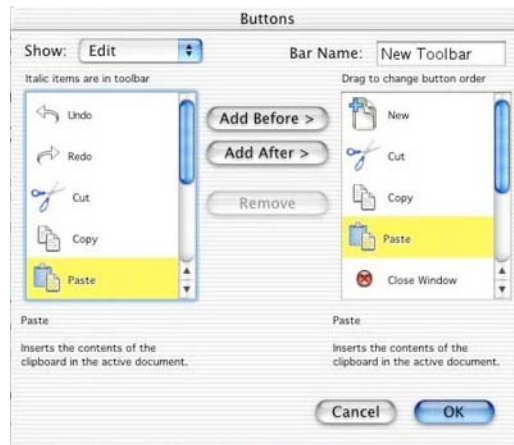 Buttons
Show: Edit
Bar Name: New Toolbar
Italic items are in toolbar
Drag to change button order
Undo
Redo
Cut
Copy
Paste
Add Before >
Add After >
Remove
New
Cut
Copy
Paste
Close Window
Paste
Inserts the contents of the
clipboard in the active document.
Paste
Inserts the contents of the
clipboard in the active document.
Cancel
OK